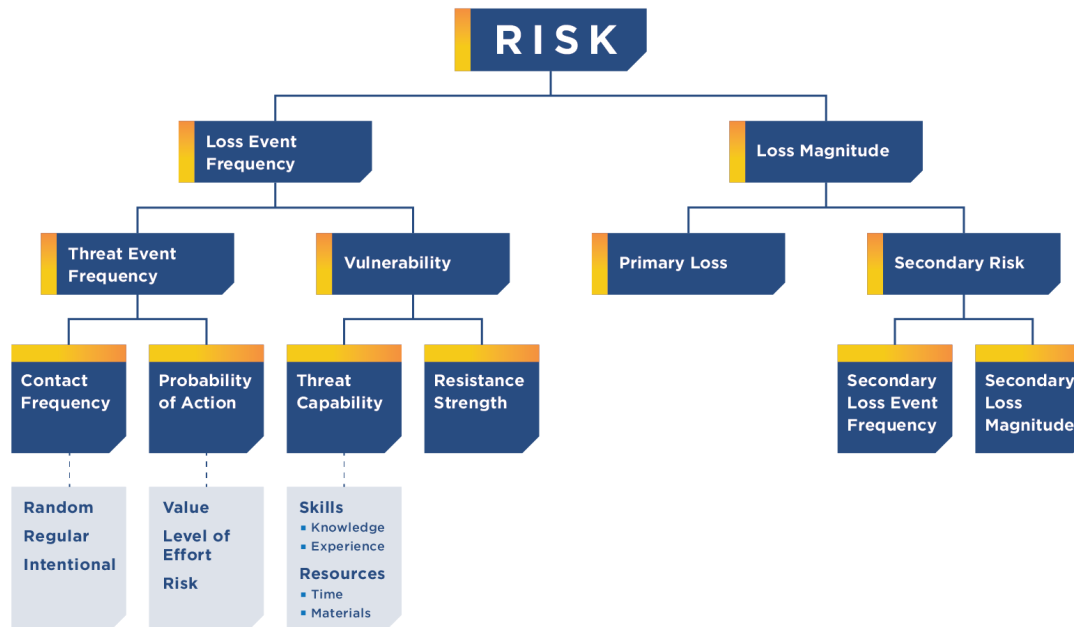 RISK
Loss Event
Frequency
Loss Magnitude
Threat Event
Frequency
Vulnerability
Primary Loss
Secondary Risk
Contact
Frequency
Probability
of Action
Threat
Capability
Resistance
Strength
Secondary
Loss Event
Frequency
Secondary
Loss
Magnitude
Random
Regular
Intentional
Value
Level of
Effort
Risk
Skills
Knowledge
Experience
Resources
Time
Materials